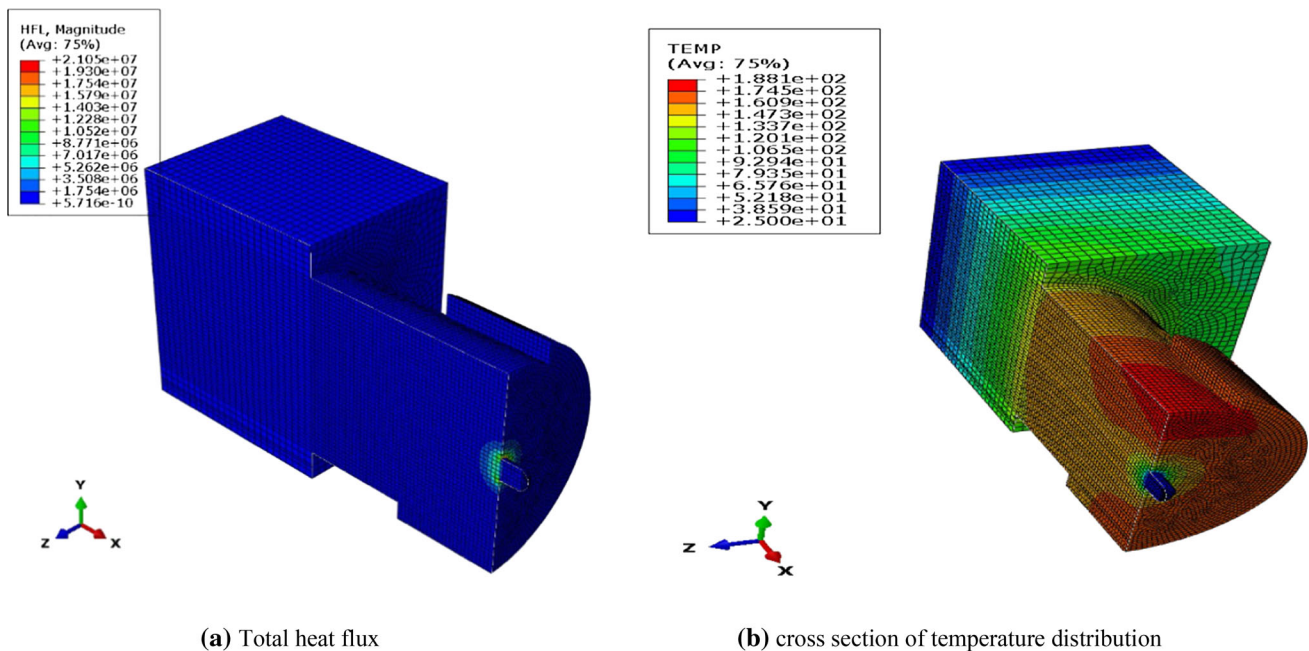 HFL, Magnitude
(Avg: 75%)
+2.105e+07
+1.930e+07
+1.754e+07
+1.579e+07
+1.403e+07
+1.228e+07
+1.052e+07
+8.771e+06
+7.017e+06
+5.262e+06
+3.508e+06
+1.754e+06
+5.716e-10
Y
Z
X
TEMP
(Avg: 75%)
+1.881e+02
+1.745e+02
+1.609e+02
+1.473e+02
+1.337e+02
+1.201e+02
+1.065e+02
+9.294e+01
+7.935e+01
+6.576e+01
+5.218e+01
+3.859e+01
+2.500e+01
Y
Z
X
(a) Total heat flux
(b) cross section of temperature distribution